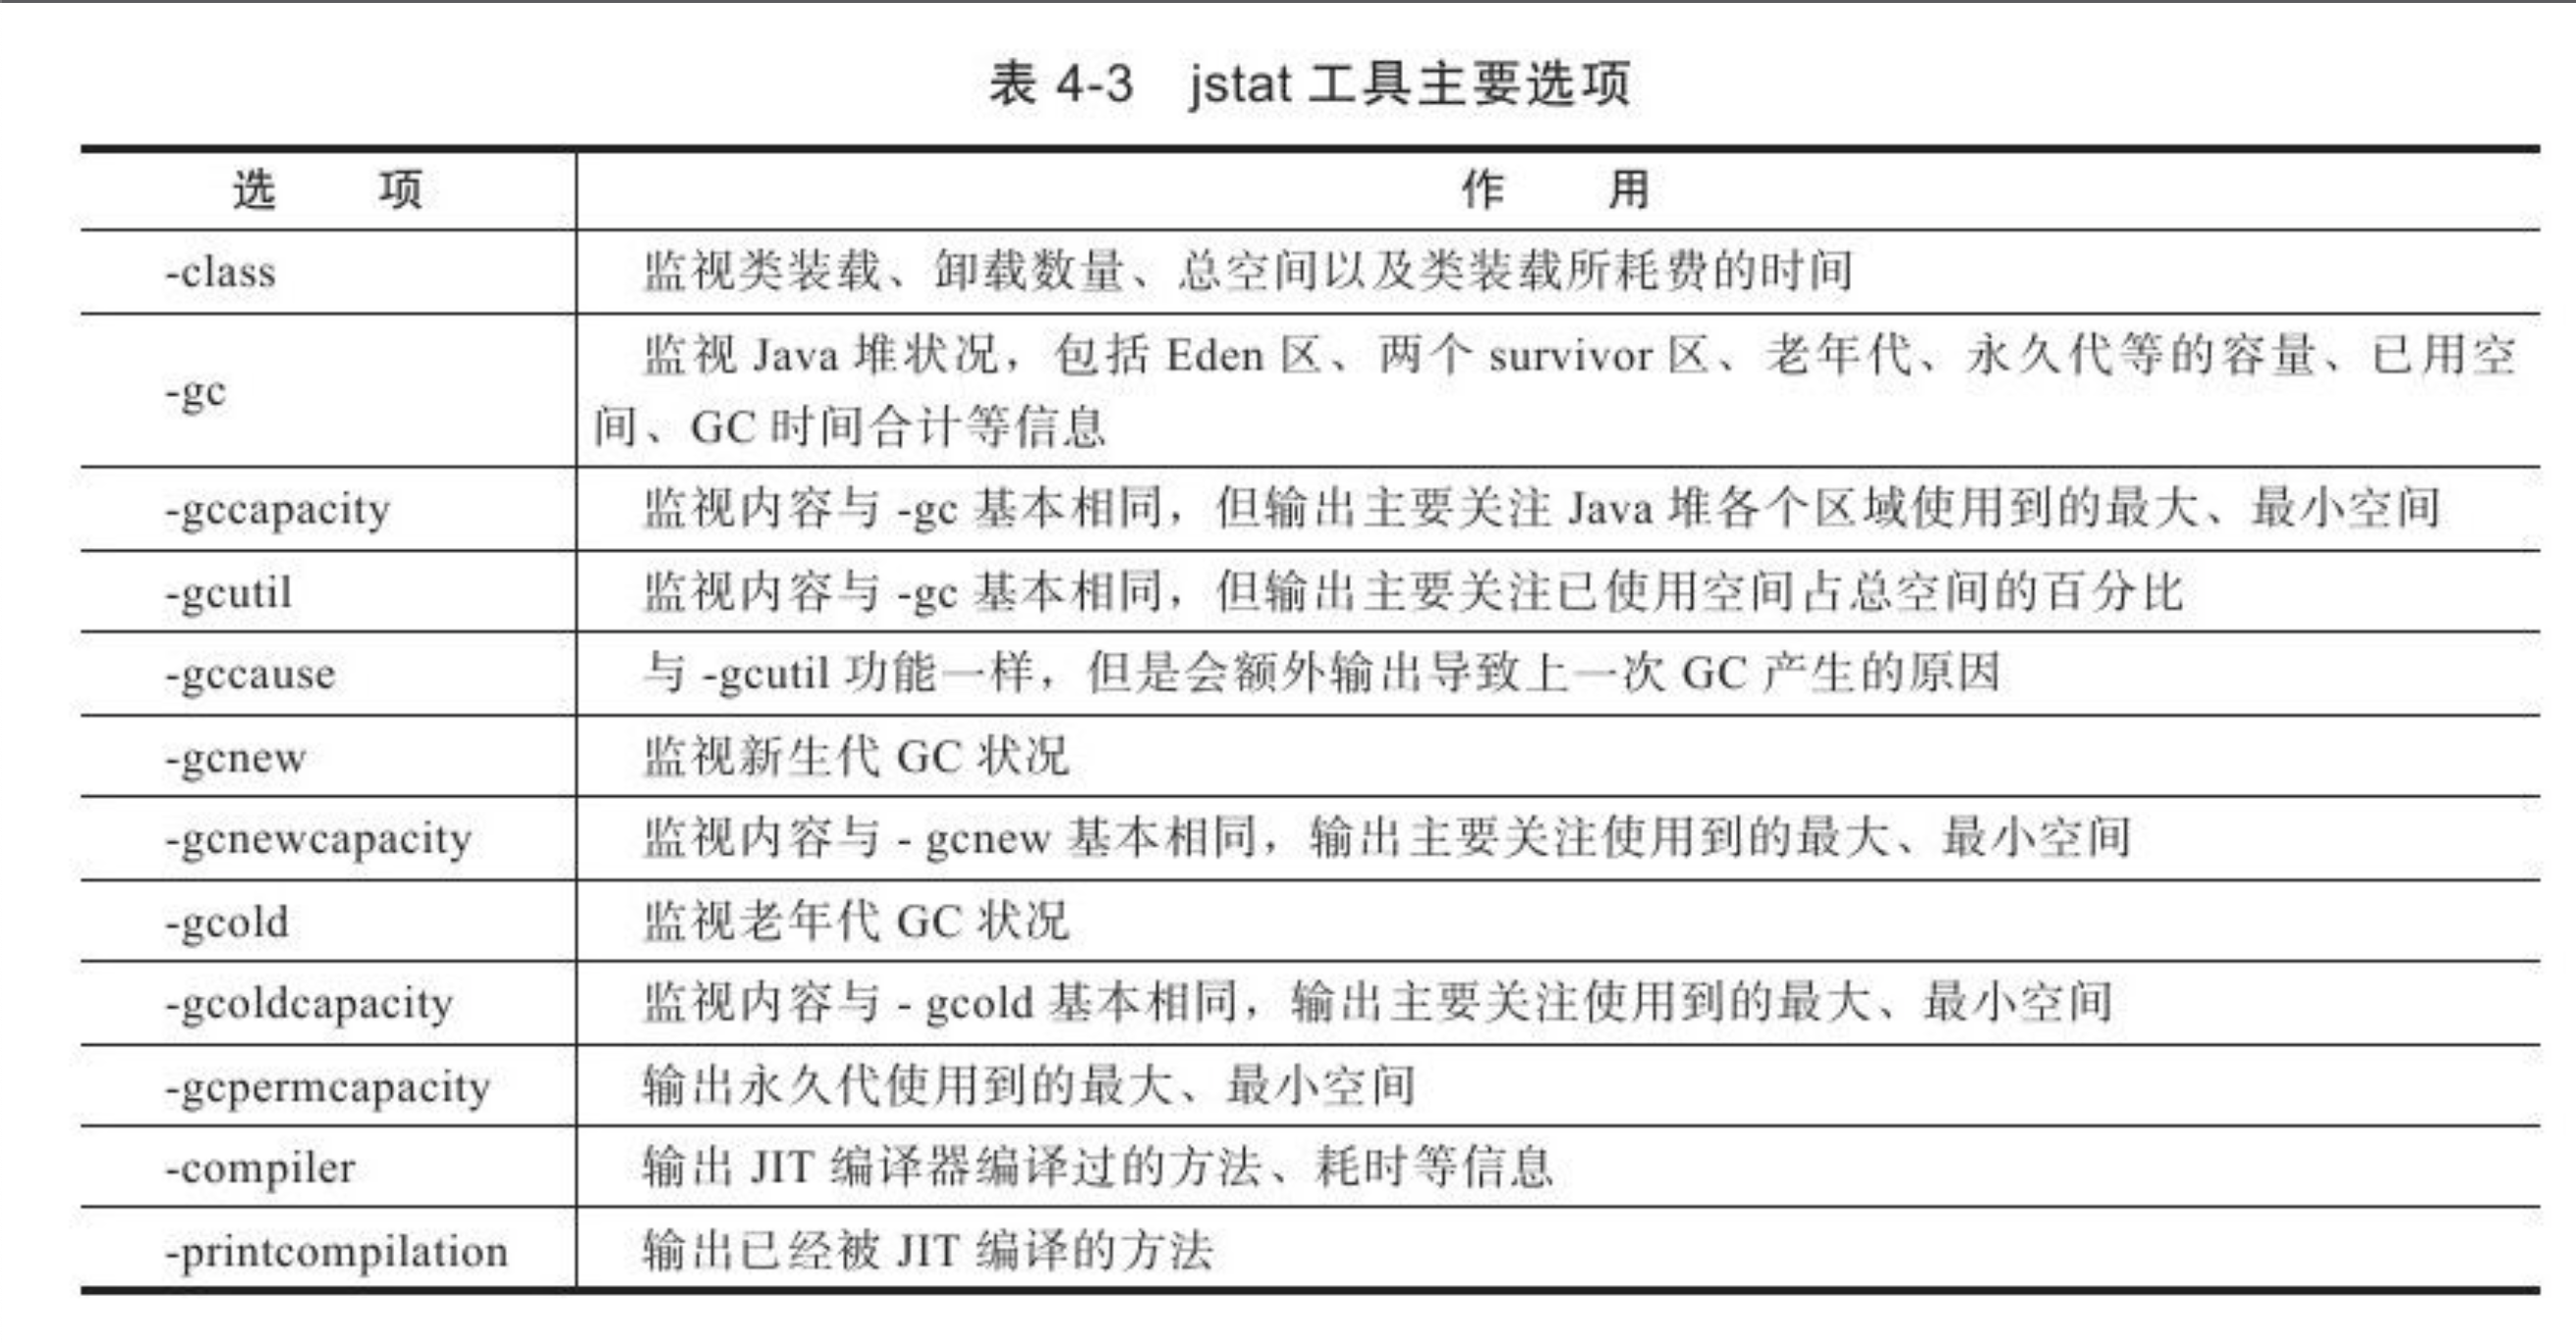 表 4-3 jstat 工具主要选项
选 项 作 用
-class 监视类装载、卸载数量、总空间以及类装载所耗费的时间
-gc 监视 Java 堆状况，包括 Eden 区、两个 survivor 区、老年代、永久代等的容量、已用空
间、GC 时间合计等信息
-gccapacity 监视内容与 -gc 基本相同，但输出主要关注 Java 堆各个区域使用到的最大、最小空间
-gcutil 监视内容与 -gc 基本相同，但输出主要关注已使用空间占总空间的百分比
-gccause 与 -gcutil 功能一样，但是会额外输出导致上一次 GC 产生的原因
-gcnew 监视新生代 GC 状况
-gcnewcapacity 监视内容与 - gcnew 基本相同，输出主要关注使用到的最大、最小空间
-gcold 监视老年代 GC 状况
-gcoldcapacity 监视内容与 - gcold 基本相同，输出主要关注使用到的最大、最小空间
-gcpermcapacity 输出永久代使用到的最大、最小空间
-compiler 输出 JIT 编译器编译过的方法、耗时等信息
-printcompilation 输出已经被 JIT 编译的方法